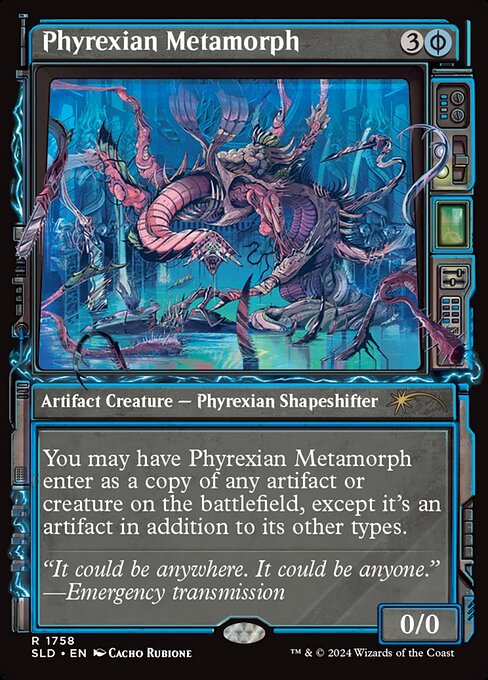 Phyrexian Metamorph 3
Artifact Creature — Phyrexian Shapeshifter
You may have Phyrexian Metamorph
enter as a copy of any artifact or
creature on the battlefield, except it's an
artifact in addition to its other types.
“It could be anywhere. It could be anyone.”
—Emergency transmission
0/0
R 1758
SLD • EN Cacho Rubione
™ & © 2024 Wizards of the Coast